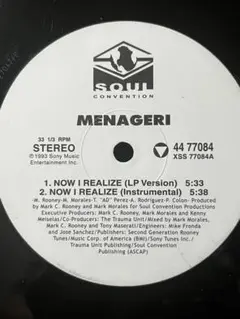 SOUL
CONVENTION
MENAGERI
33 1/3 RPM
STEREO
℗ 1993 Sony Music
Entertainment Inc.
44 77084
XSS 77084A
1. NOW I REALIZE (LP Version) 5:33
2. NOW I REALIZE (Instrumental) 5:38
-M. Rooney-M. Morales-T. "AD" Perez-A. Rodriguez-P. Colon- Produced
by Mark C. Rooney and Mark Morales for Soul Convention Productions
Executive Producers: Mark C. Rooney, Mark Morales and Kenny
Meiselas/Co-Producers: The Trauma Unit/Mixed by Mark Morales,
Mark C. Rooney and Tony Maserati/Engineers: Mike Fronda
and Jose Sanchez/Publishers: Second Generation Rooney
Tunes/Music Corp. of America (BMI)/Sony Tunes Inc./
Trauma Unit Publishing/Soul Convention
Publishing (ASCAP)